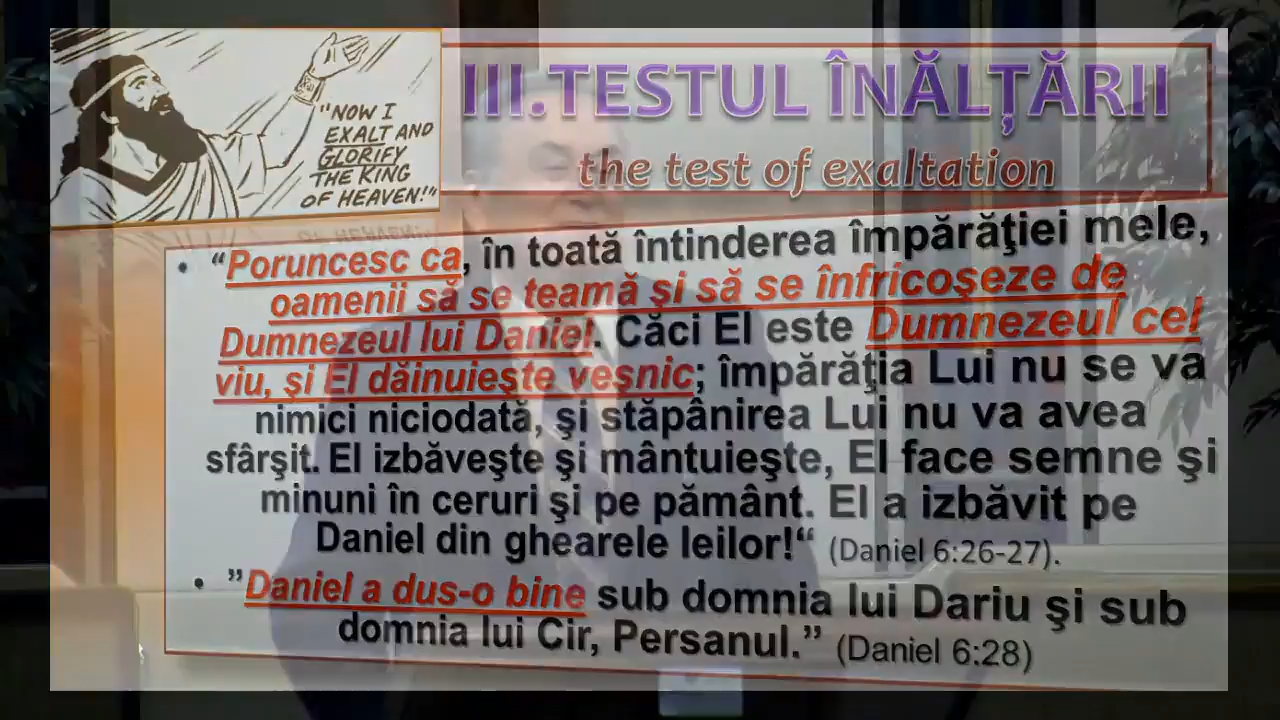 III.TESTUL ÎNĂLȚĂRII
the test of exaltation
"NOW I
EXALT AND
GLORIFY
THE KING
OF HEAVEN!"
• “Poruncesc ca, în toată întinderea împărăţiei mele,
oamenii să se teamă şi să se înfricoşeze de
Dumnezeul lui Daniel. Căci El este Dumnezeul cel
viu, şi El dăinuieşte veşnic; împărăţia Lui nu se va
nimici niciodată, şi stăpânirea Lui nu va avea
sfârşit. El izbăveşte şi mântuieşte, El face semne şi
minuni în ceruri şi pe pământ. El a izbăvit pe
Daniel din ghearele leilor!“ (Daniel 6:26-27).
• ”Daniel a dus-o bine sub domnia lui Dariu şi sub
domnia lui Cir, Persanul.” (Daniel 6:28)